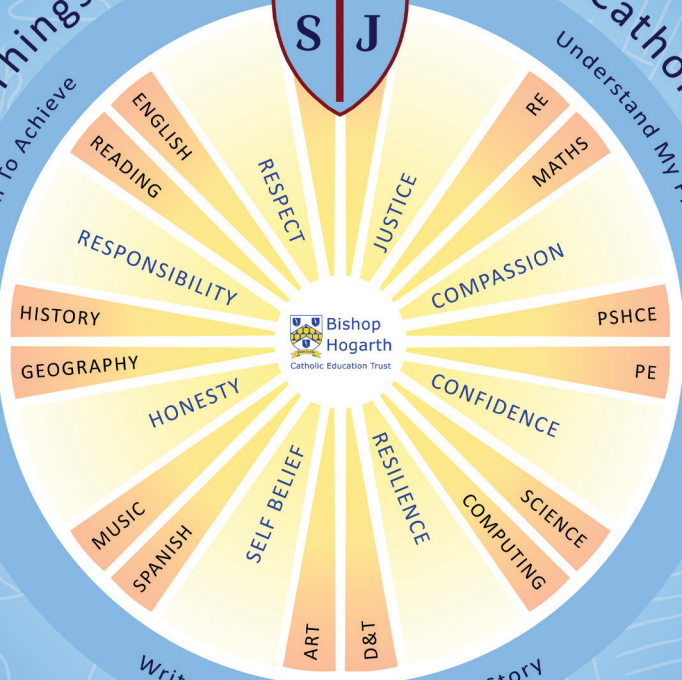 S J
To Achieve
Understand My
ENGLISH
READING
RESPECT
JUSTICE
RE
MATHS
RESPONSIBILITY
COMPASSION
HISTORY
PSHCE
Bishop
Hogarth
Catholic Education Trust
GEOGRAPHY
PE
HONESTY
CONFIDENCE
MUSIC
SPANISH
SELF BELIEF
RESILIENCE
COMPUTING
SCIENCE
ART
D&T